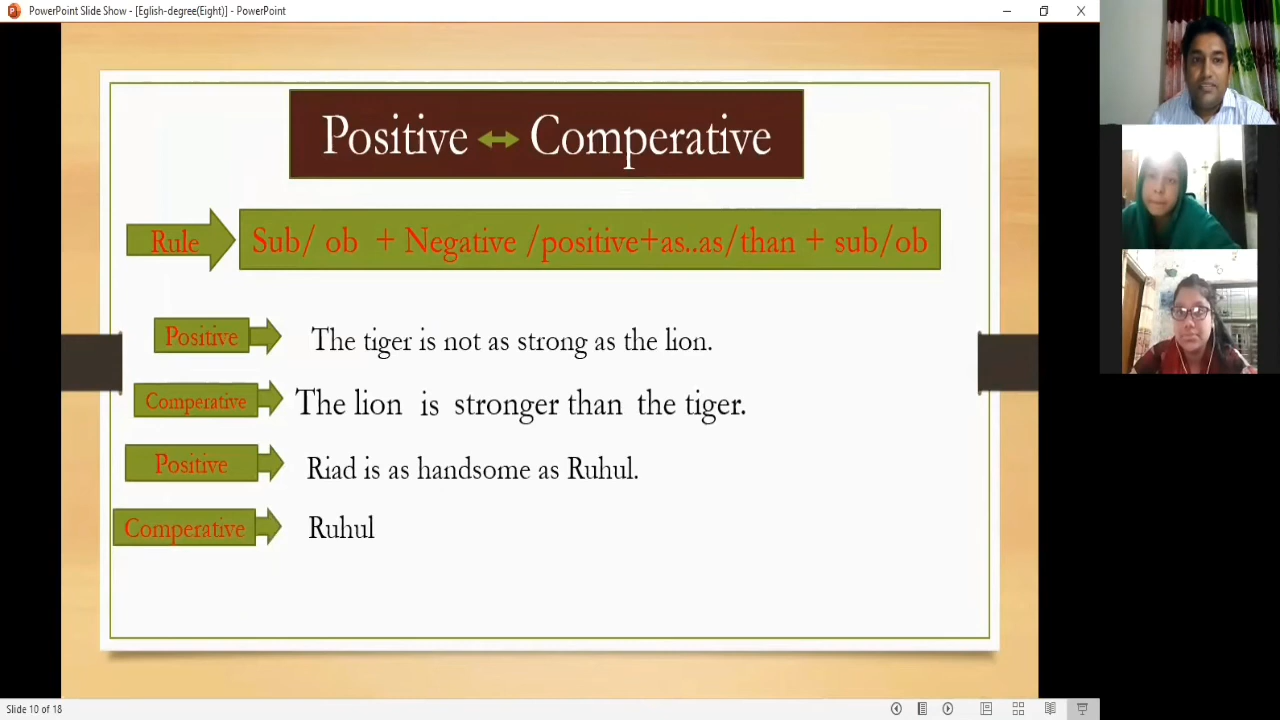 PowerPoint Slide Show - [Eglish-degree(Eight)] - PowerPoint
Positive ↔ Comperative
Rule Sub/ ob + Negative /positive+as..as/than + sub/ob
Positive The tiger is not as strong as the lion.
Comperative The lion is stronger than the tiger.
Positive Riad is as handsome as Ruhul.
Comperative Ruhul
Slide 10 of 18